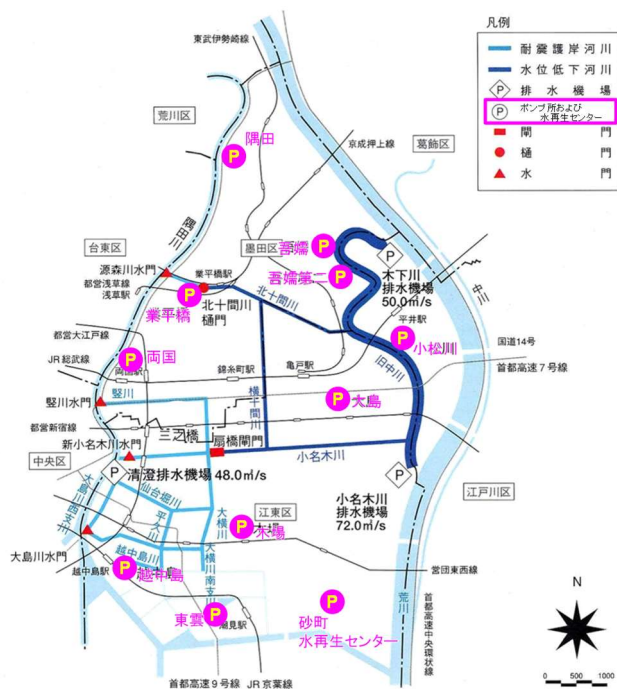 東武伊勢崎線
凡例
耐震護岸河川
水位低下河川
排水機場
ポンプ所および
水再生センター
閘門
樋門
水門
荒川区
隅田
京成押上線
葛飾区
隅田川
台東区
墨田区
吾嬬
源森川水門
業平橋駅
都営浅草線
浅草駅
吾嬬第二
木下川
排水機場
50.0㎥/s
中川
業平橋
北十間川
樋門
北十間川
平井駅
小松川
国道14号
都営大江戸線
両国
JR総武線
錦糸町駅
亀戸駅
旧中川
首都高速7号線
竪川
横十間川
大島
竪川水門
都営新宿線
三之橋
扇橋閘門
新小名木川水門
小名木川
中央区
清澄排水機場 48.0㎥/s
仙台堀川
大島川西支川
平久川
大横川
江東区
木場
小名木川
排水機場
72.0㎥/s
江戸川区
大島川水門
越中島川
越中島駅
越中島
大横川南支川
営団東西線
荒川
首都高速中央環状線
東雲
潮見駅
砂町
水再生センター
首都高速9号線
JR京葉線
N
0 500 1000